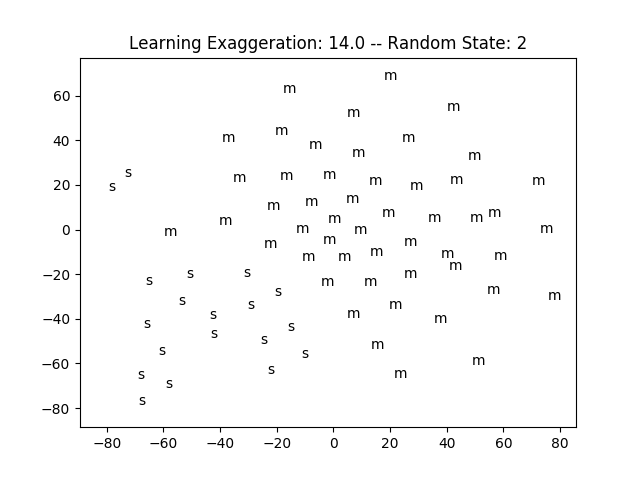 Learning Exaggeration: 14.0 -- Random State: 2
m
m m
60
m
m m
40 m m
m m
m
s m m m
20 s m m m m
m m
m m m m
m m m m
0 m m m m
m m m
m m m m
s s m
−20 s m m m
s m m
s s m
−40 s s m m
s s
s m
s s m
−60 s m
s s
−80 s
−80 −60 −40 −20 0 20 40 60 80